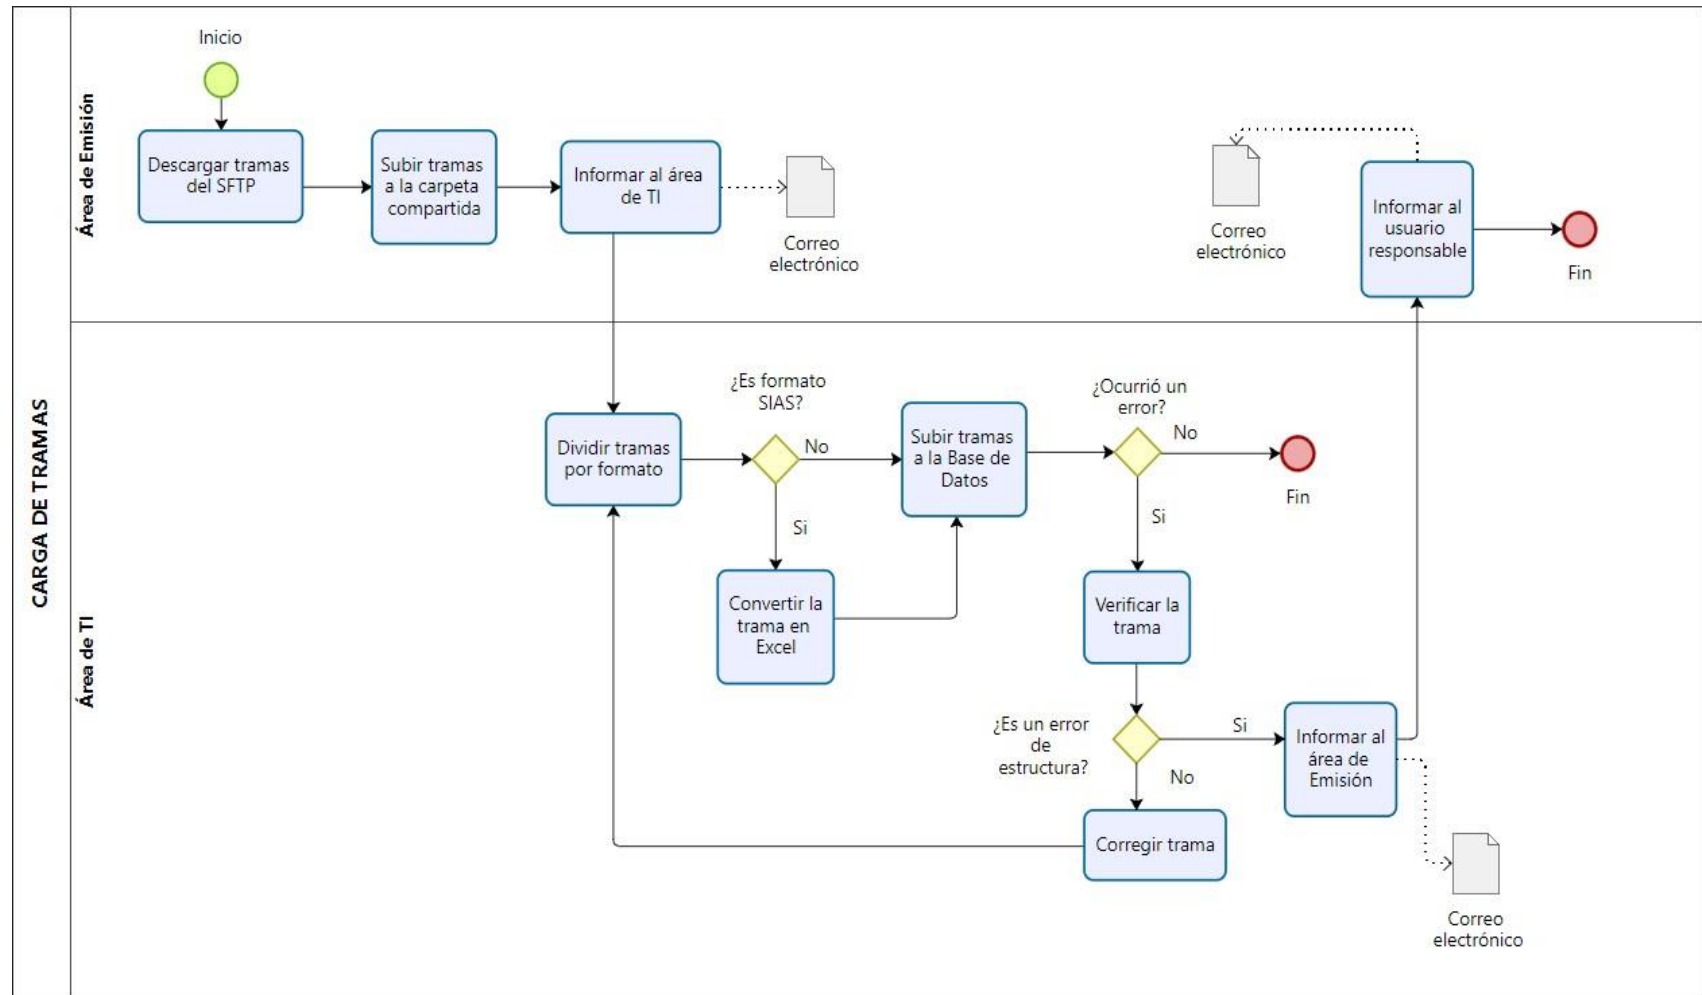 CARGA DE TRAMAS
Área de Emisión
Inicio
Descargar tramas
del SFTP
Subir tramas
a la carpeta
compartida
Informar al área
de TI
Correo
electrónico
Correo
electrónico
Informar al
usuario
responsable
Fin
Área de TI
Dividir tramas
por formato
¿Es formato
SIAS?
No
Si
Convertir la
trama en
Excel
Subir tramas
a la Base de
Datos
¿Ocurrió un
error?
No
Fin
Si
Verificar la
trama
¿Es un error
de
estructura?
Si
No
Informar al
área de
Emisión
Corregir trama
Correo
electrónico